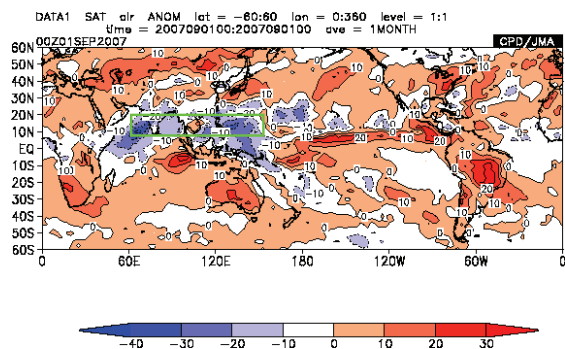 DATA1 SAT olr ANOM lat = -60:60 lon = 0:360 level = 1:1
time = 2007090100:2007090100 ave = 1MONTH
00Z01SEP2007 CPD/JMA
60N
50N
40N
30N
20N
10N
EQ
10S
20S
30S
40S
50S
60S
0 60E 120E 180 120W 60W 0
-40 -30 -20 -10 0 10 20 30